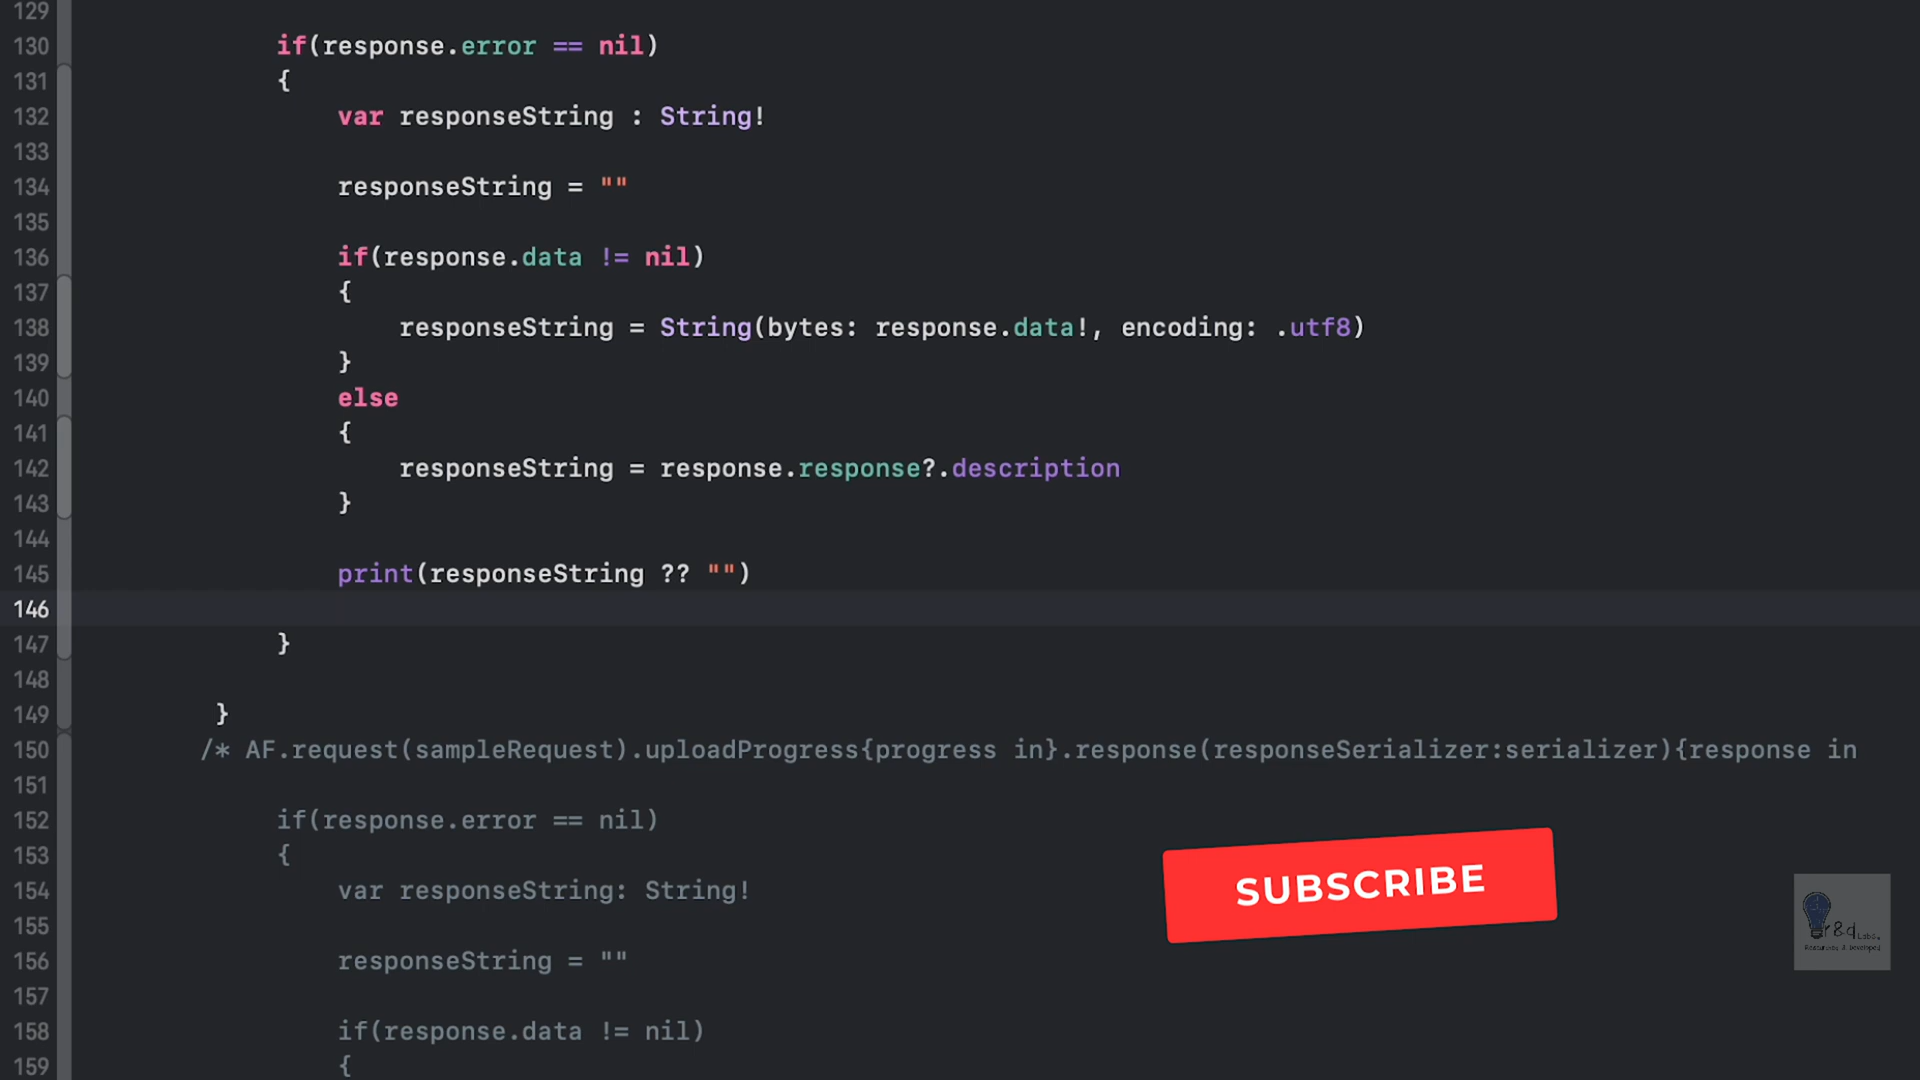 129
130 if(response.error == nil)
131 {
132 var responseString : String!
133
134 responseString = ""
135
136 if(response.data != nil)
137 {
138 responseString = String(bytes: response.data!, encoding: .utf8)
139 }
140 else
141 {
142 responseString = response.response?.description
143 }
144
145 print(responseString ?? "")
146
147 }
148
149 }
150 /* AF.request(sampleRequest).uploadProgress{progress in}.response(responseSerializer:serializer){response in
151
152 if(response.error == nil)
153 {
154 var responseString: String!
155
156 responseString = ""
157
158 if(response.data != nil)
159 {
SUBSCRIBE
r&d Labs,
Resources & Developed